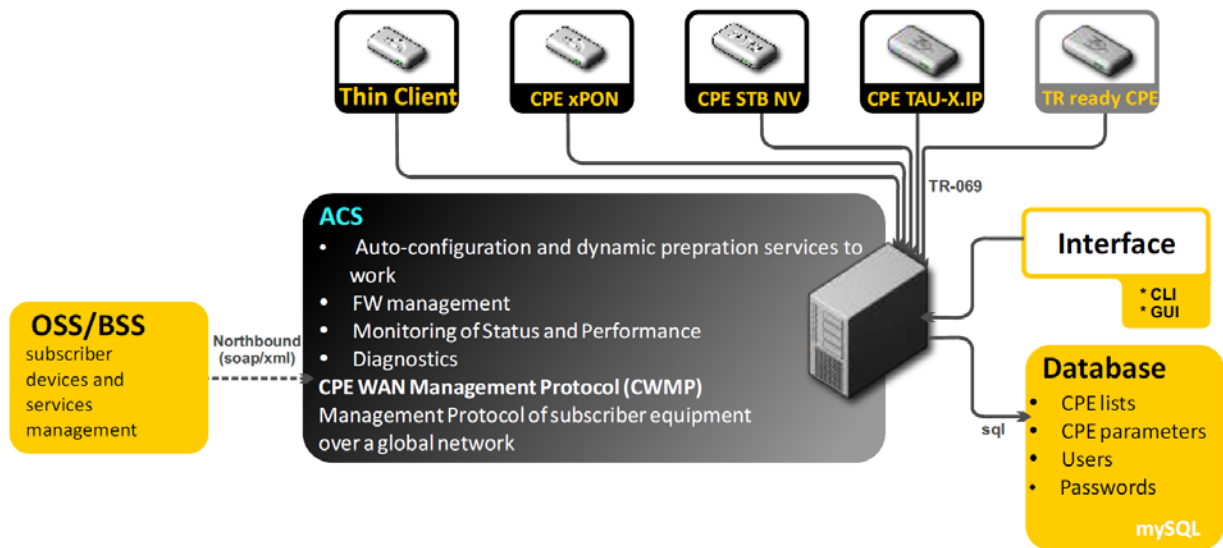 Thin Client
CPE xPON
CPE STB NV
CPE TAU-X.IP
TR ready CPE
TR-069
ACS
• Auto-configuration and dynamic prepration services to
work
• FW management
• Monitoring of Status and Performance
• Diagnostics
CPE WAN Management Protocol (CWMP)
Management Protocol of subscriber equipment
over a global network
OSS/BSS
subscriber
devices and
services
management
Northbound
(soap/xml)
Interface
* CLI
* GUI
sql
Database
• CPE lists
• CPE parameters
• Users
• Passwords
mySQL